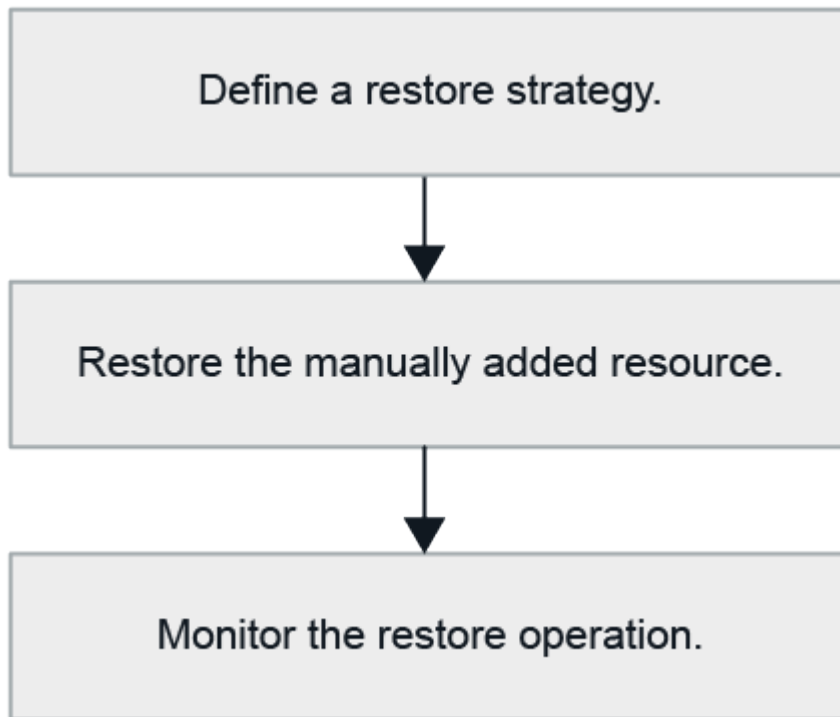 Define a restore strategy.
Restore the manually added resource.
Monitor the restore operation.